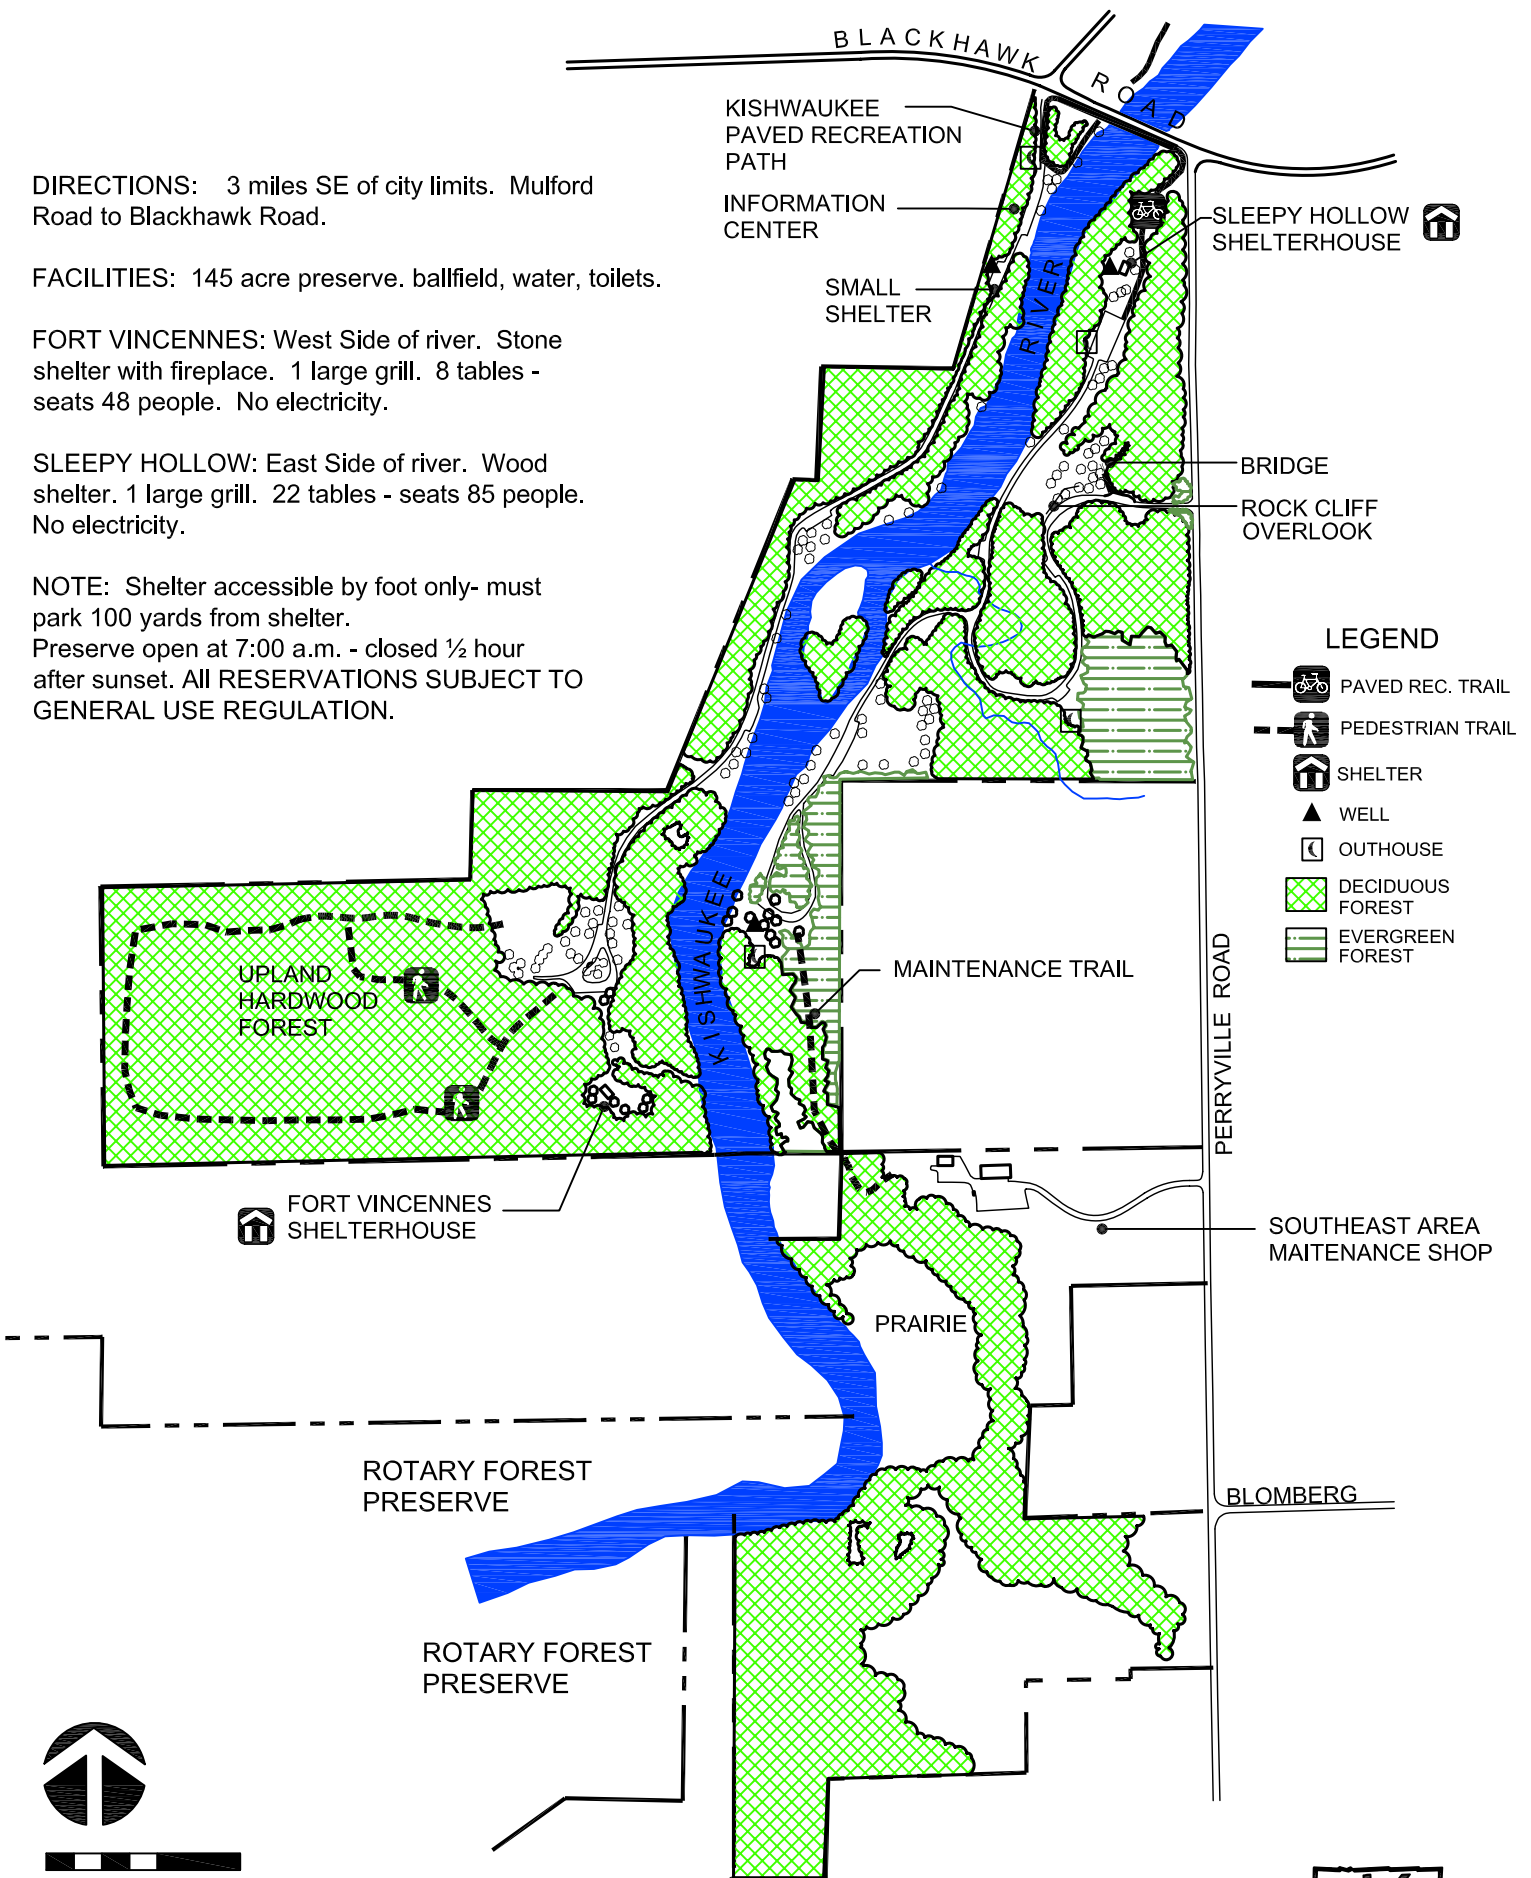 BLACKHAWK ROAD
KISHWAUKEE
PAVED RECREATION
PATH
INFORMATION
CENTER
SMALL
SHELTER
RIVER
SLEEPY HOLLOW
SHELTERHOUSE
BRIDGE
ROCK CLIFF
OVERLOOK
DIRECTIONS: 3 miles SE of city limits. Mulford
Road to Blackhawk Road.
FACILITIES: 145 acre preserve. ballfield, water, toilets.
FORT VINCENNES: West Side of river. Stone
shelter with fireplace. 1 large grill. 8 tables -
seats 48 people. No electricity.
SLEEPY HOLLOW: East Side of river. Wood
shelter. 1 large grill. 22 tables - seats 85 people.
No electricity.
NOTE: Shelter accessible by foot only- must
park 100 yards from shelter.
Preserve open at 7:00 a.m. - closed ½ hour
after sunset. All RESERVATIONS SUBJECT TO
GENERAL USE REGULATION.
LEGEND
PAVED REC. TRAIL
PEDESTRIAN TRAIL
SHELTER
WELL
OUTHOUSE
DECIDUOUS
FOREST
EVERGREEN
FOREST
UPLAND
HARDWOOD
FOREST
KISHWAUKEE
MAINTENANCE TRAIL
PERRYVILLE ROAD
FORT VINCENNES
SHELTERHOUSE
SOUTHEAST AREA
MAITENANCE SHOP
PRAIRIE
ROTARY FOREST
PRESERVE
BLOMBERG
ROTARY FOREST
PRESERVE